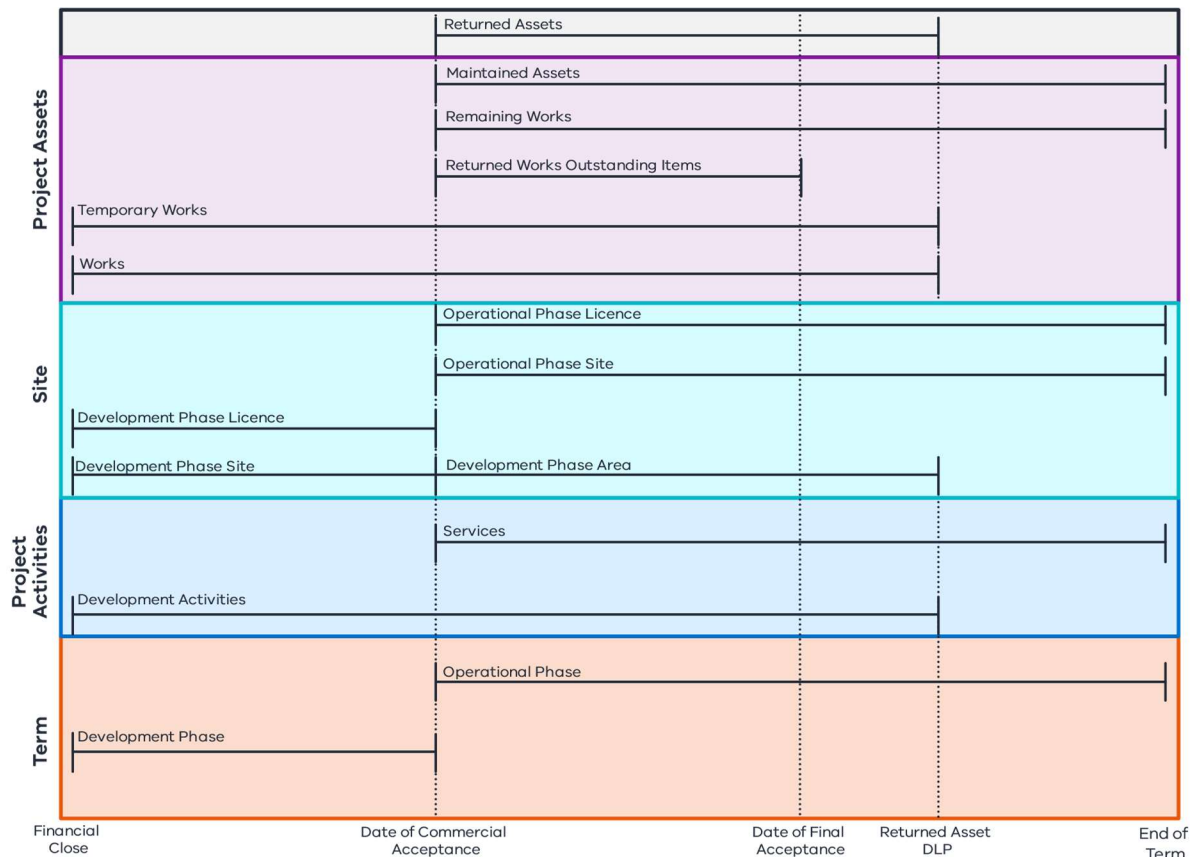 Returned Assets
Project Assets
Maintained Assets
Remaining Works
Returned Works Outstanding Items
Temporary Works
Works
Site
Operational Phase Licence
Operational Phase Site
Development Phase Licence
Development Phase Site
Development Phase Area
Project
Activities
Services
Development Activities
Term
Operational Phase
Development Phase
Financial
Close
Date of Commercial
Acceptance
Date of Final
Acceptance
Returned Asset
DLP
End of
Term